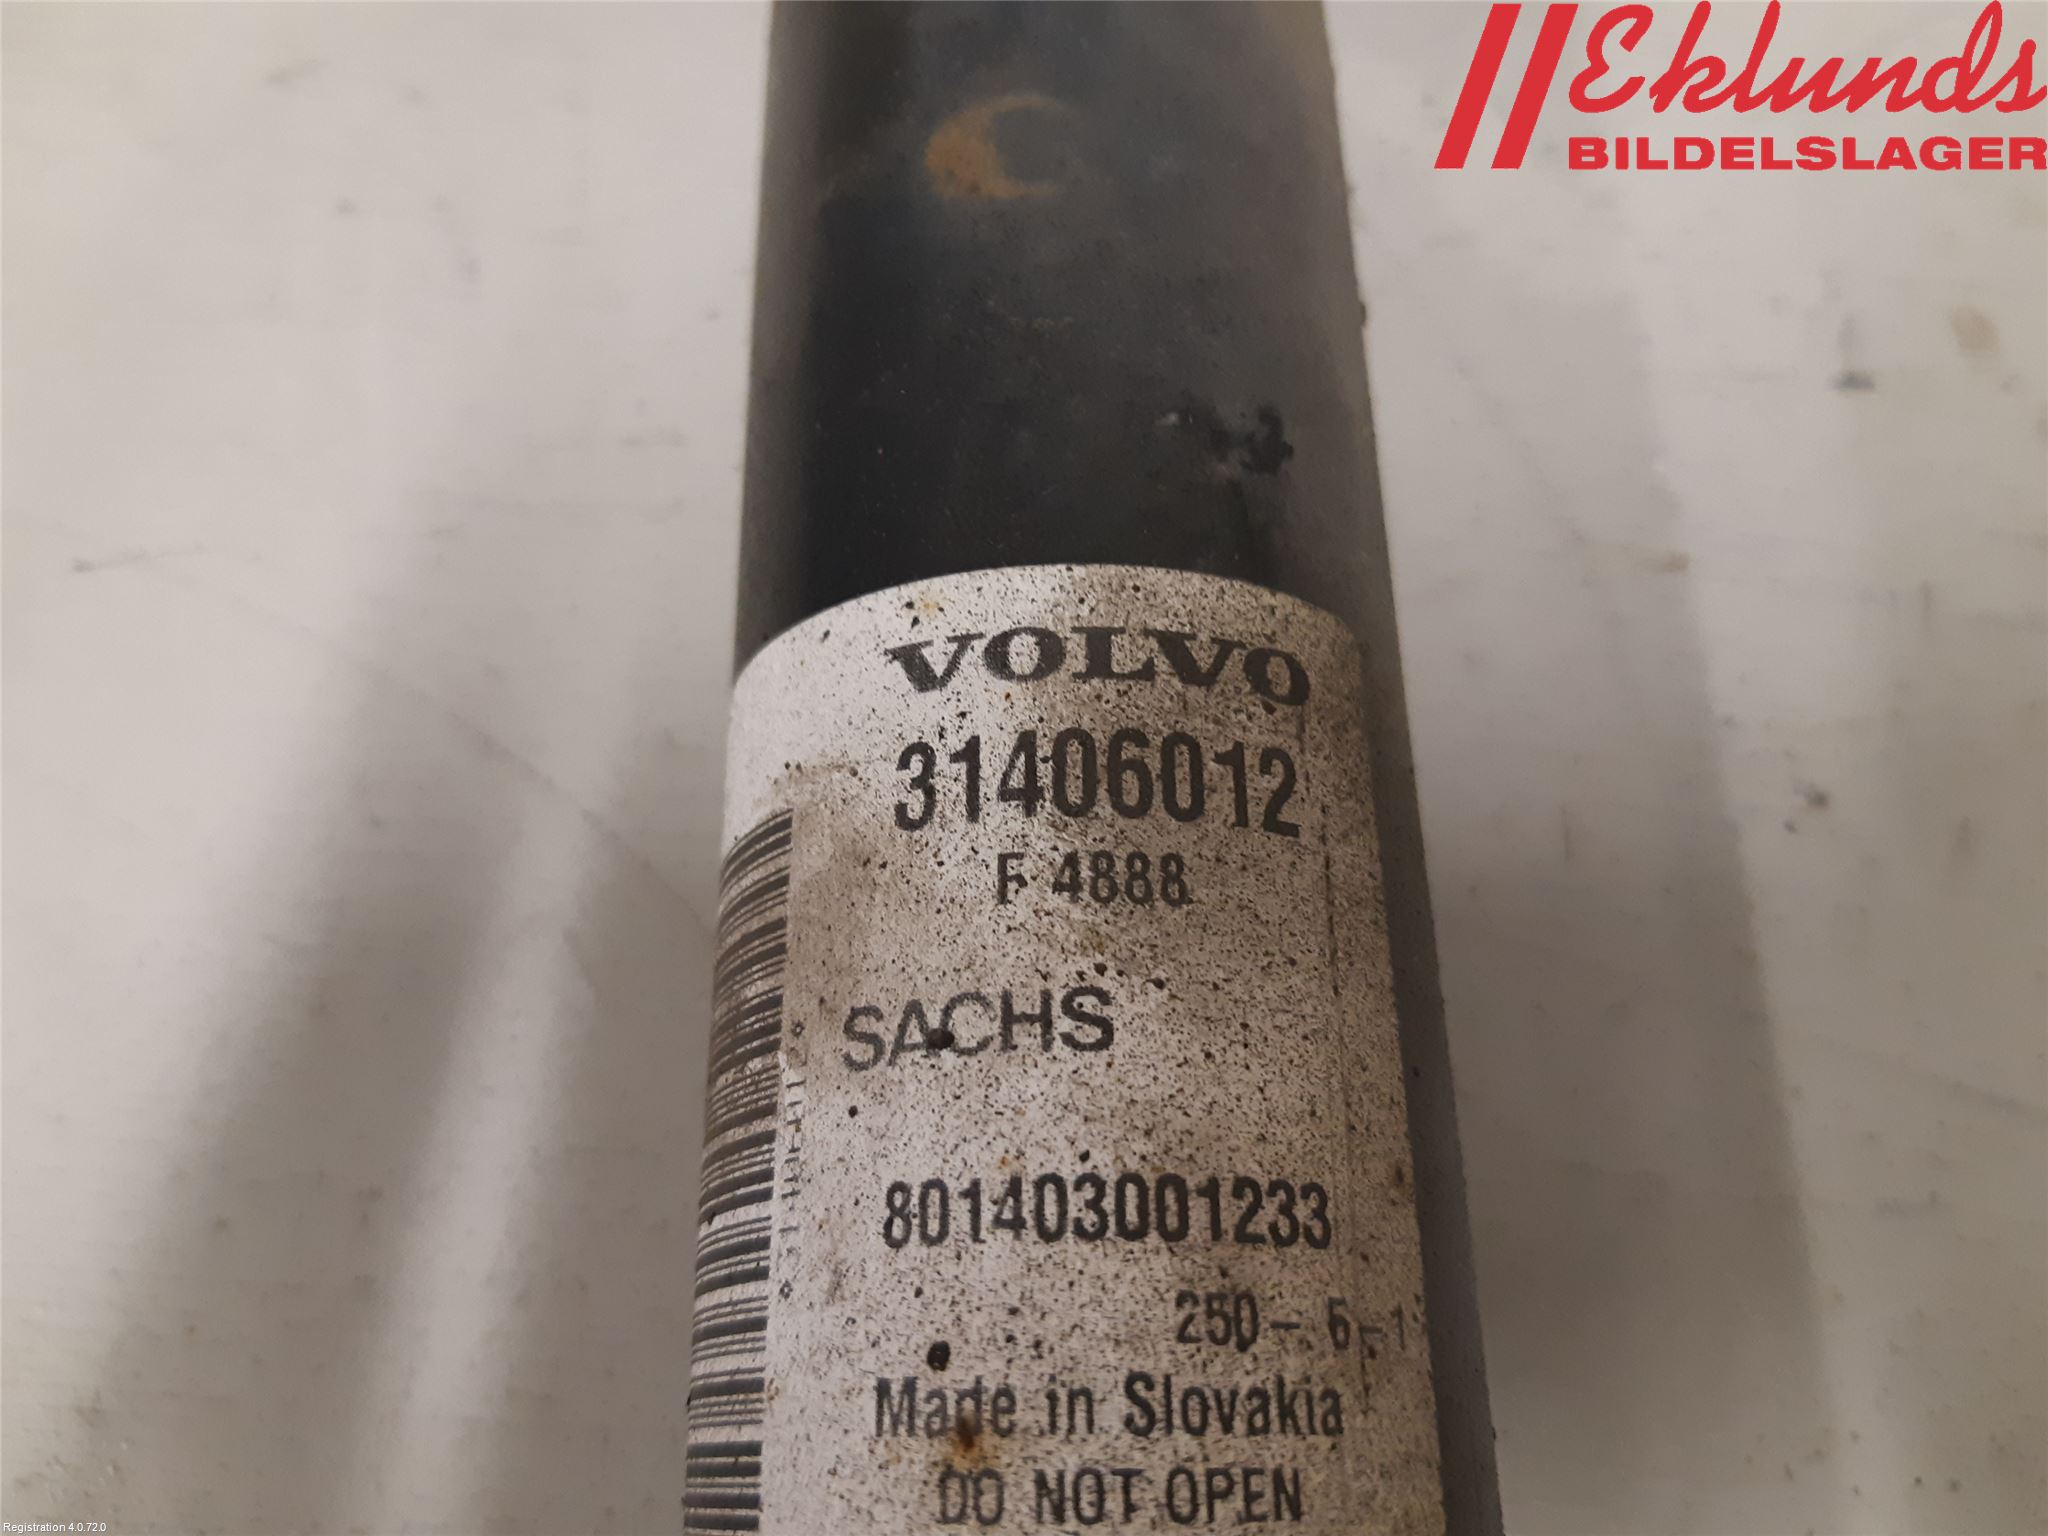 Eklunds
BILDELSLAGER
VOLVO
31406012
F 4888
SACHS
801403001233
250 - 6-1
Made in Slovakia
DO NOT OPEN
Registration 4.0.72.0